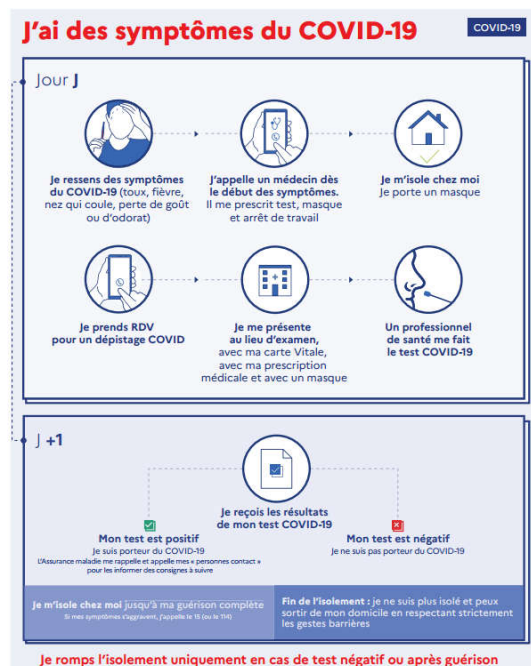 J'ai des symptômes du COVID-19
COVID-19
Jour J
Je ressens des symptômes
du COVID-19 (toux, fièvre,
nez qui coule, perte de goût
ou d'odorat)
J'appelle un médecin dès
le début des symptômes.
Il me prescrit test, masque
et arrêt de travail
Je m'isole chez moi
Je porte un masque
Je prends RDV
pour un dépistage COVID
Je me présente
au lieu d'examen,
avec ma carte Vitale,
avec ma prescription
médicale et avec un masque
Un professionnel
de santé me fait
le test COVID-19
J +1
Je reçois les résultats
de mon test COVID-19
Mon test est positif
Je suis porteur du COVID-19
L'Assurance maladie me rappelle et appelle mes « personnes contact »
pour les informer des consignes à suivre
Mon test est négatif
Je ne suis pas porteur du COVID-19
Je m'isole chez moi jusqu'à ma guérison complète
Si mes symptômes s'aggravent, j'appelle le 15 (ou le 114)
Fin de l'isolement : je ne suis plus isolé et peux
sortir de mon domicile en respectant strictement
les gestes barrières
Je romps l'isolement uniquement en cas de test négatif ou après guérison